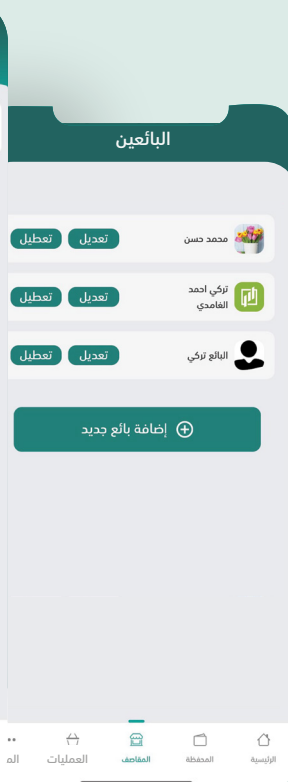 البائعين
محمد حسن
تعديل
تعطيل
تركي احمد
الغامدي
تعديل
تعطيل
البائع تركي
تعديل
تعطيل
إضافة بائع جديد
الرئيسية
المحفظة
المقاصف
العمليات